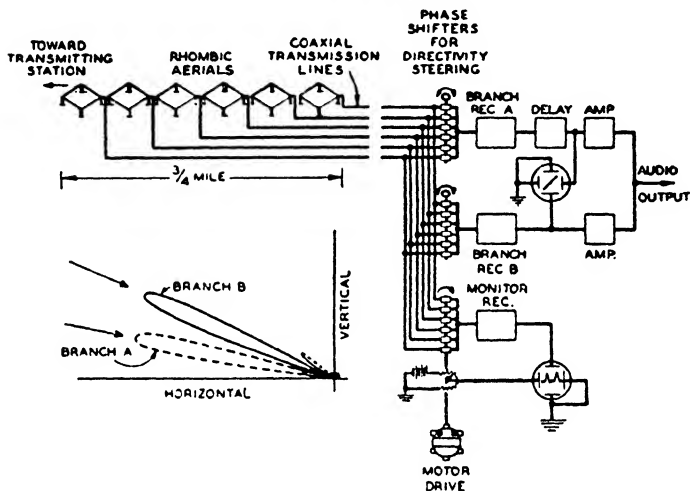 PHASE
SHIFTERS
FOR
DIRECTIVITY
STEERING
TOWARD
TRANSMITTING
STATION
RHOMBIC
AERIALS
COAXIAL
TRANSMISSION
LINES
BRANCH
REC A
DELAY
AMP
3/4 MILE
AUDIO
OUTPUT
BRANCH
REC B
AMP.
MONITOR
REC.
BRANCH B
BRANCH A
VERTICAL
HORIZONTAL
MOTOR
DRIVE